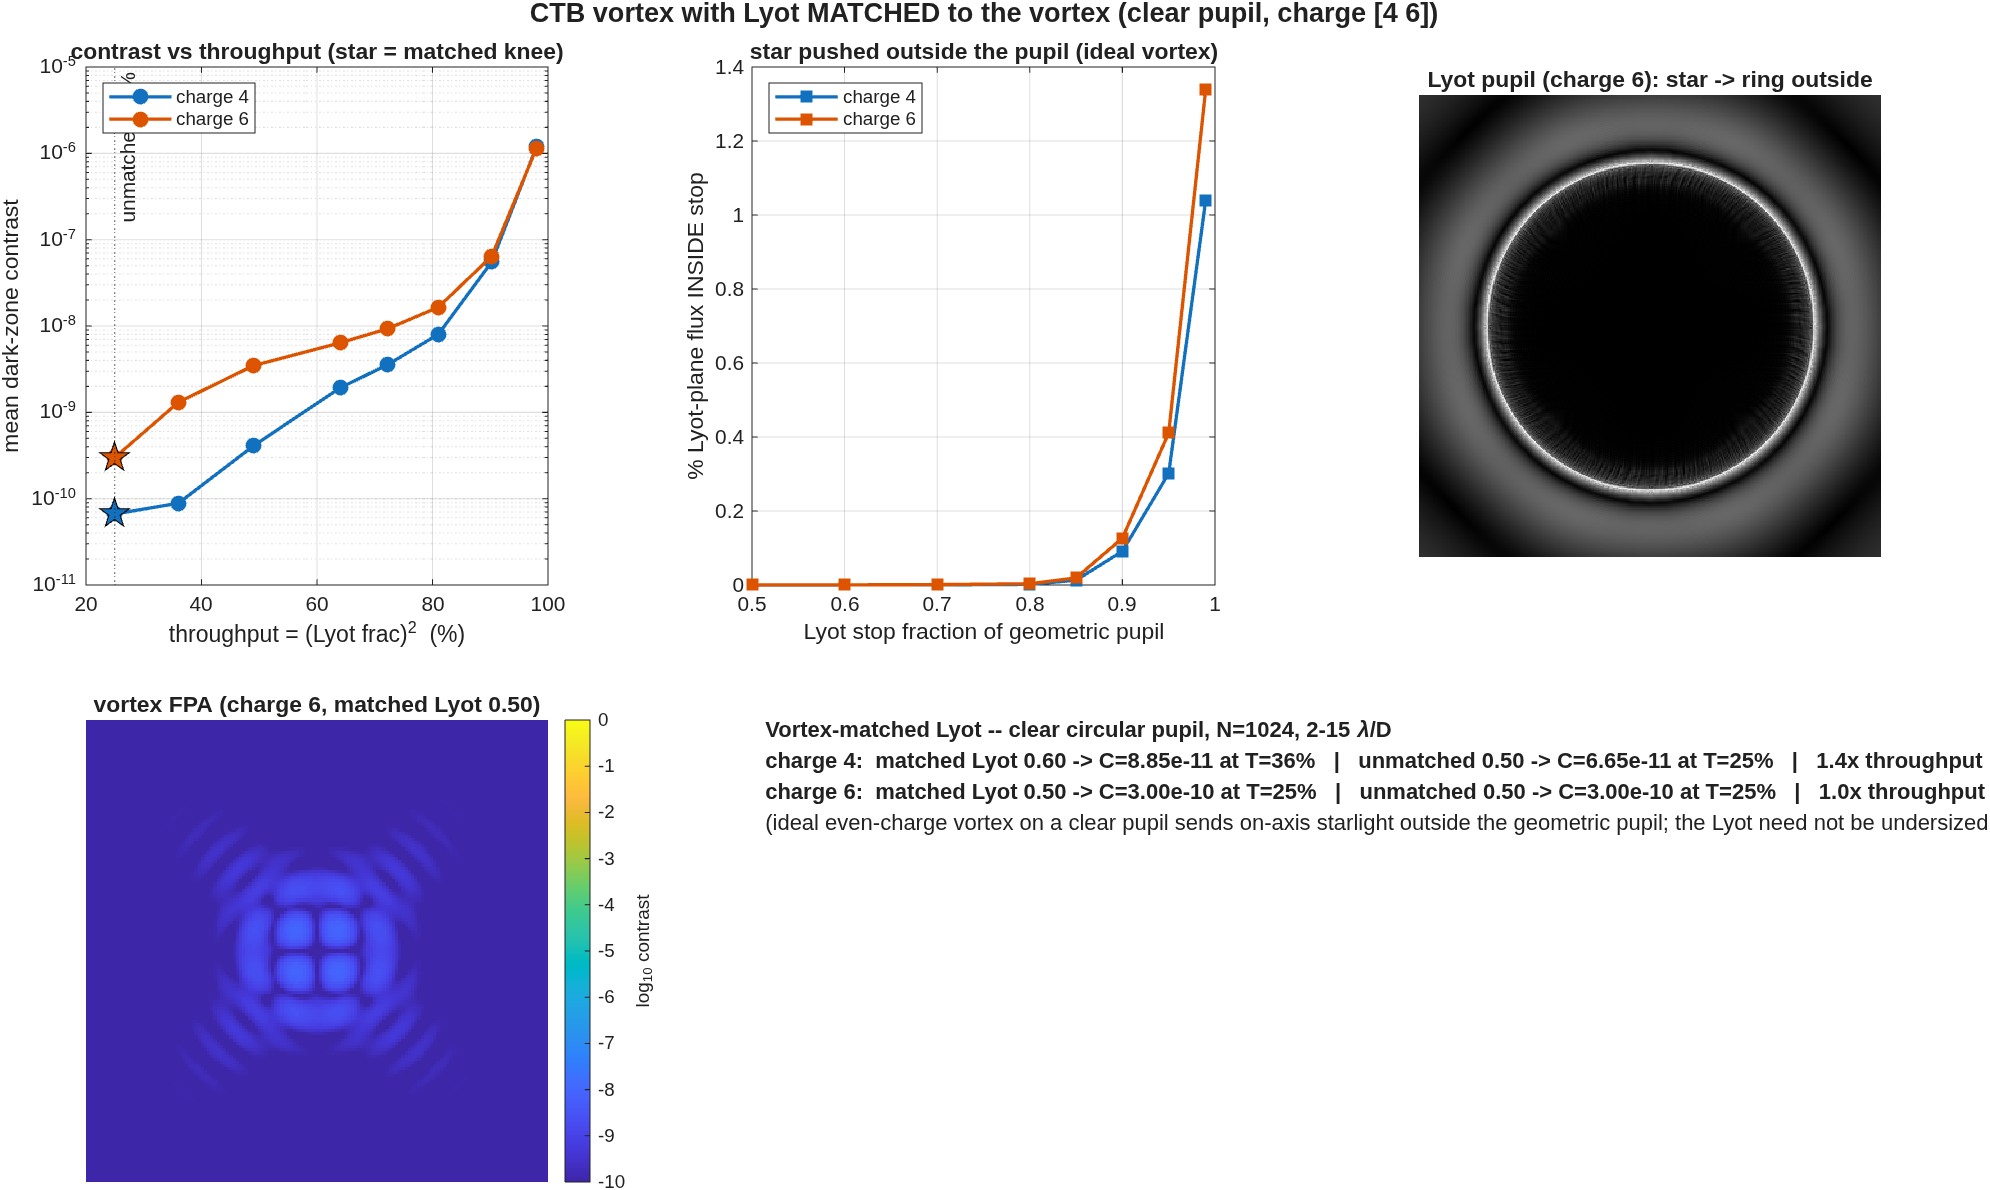 CTB vortex with Lyot MATCHED to the vortex (clear pupil, charge [4 6])
contrast vs throughput (star = matched knee)
10-5
10-6
10-7
10-8
10-9
10-10
10-11
mean dark-zone contrast
charge 4
charge 6
%
20
40
60
80
100
throughput = (Lyot frac)2 (%)
star pushed outside the pupil (ideal vortex)
1.4
1.2
1
0.8
0.6
0.4
0.2
0
% Lyot-plane flux INSIDE stop
charge 4
charge 6
0.5
0.6
0.7
0.8
0.9
1
Lyot stop fraction of geometric pupil
Lyot pupil (charge 6): star -> ring outside
vortex FPA (charge 6, matched Lyot 0.50)
0
-1
-2
-3
-4
-5
-6
-7
-8
-9
-10
log10 contrast
Vortex-matched Lyot -- clear circular pupil, N=1024, 2-15 λ/D
charge 4: matched Lyot 0.60 -> C=8.85e-11 at T=36% | unmatched 0.50 -> C=6.65e-11 at T=25% | 1.4x throughput
charge 6: matched Lyot 0.50 -> C=3.00e-10 at T=25% | unmatched 0.50 -> C=3.00e-10 at T=25% | 1.0x throughput
(ideal even-charge vortex on a clear pupil sends on-axis starlight outside the geometric pupil; the Lyot need not be undersized